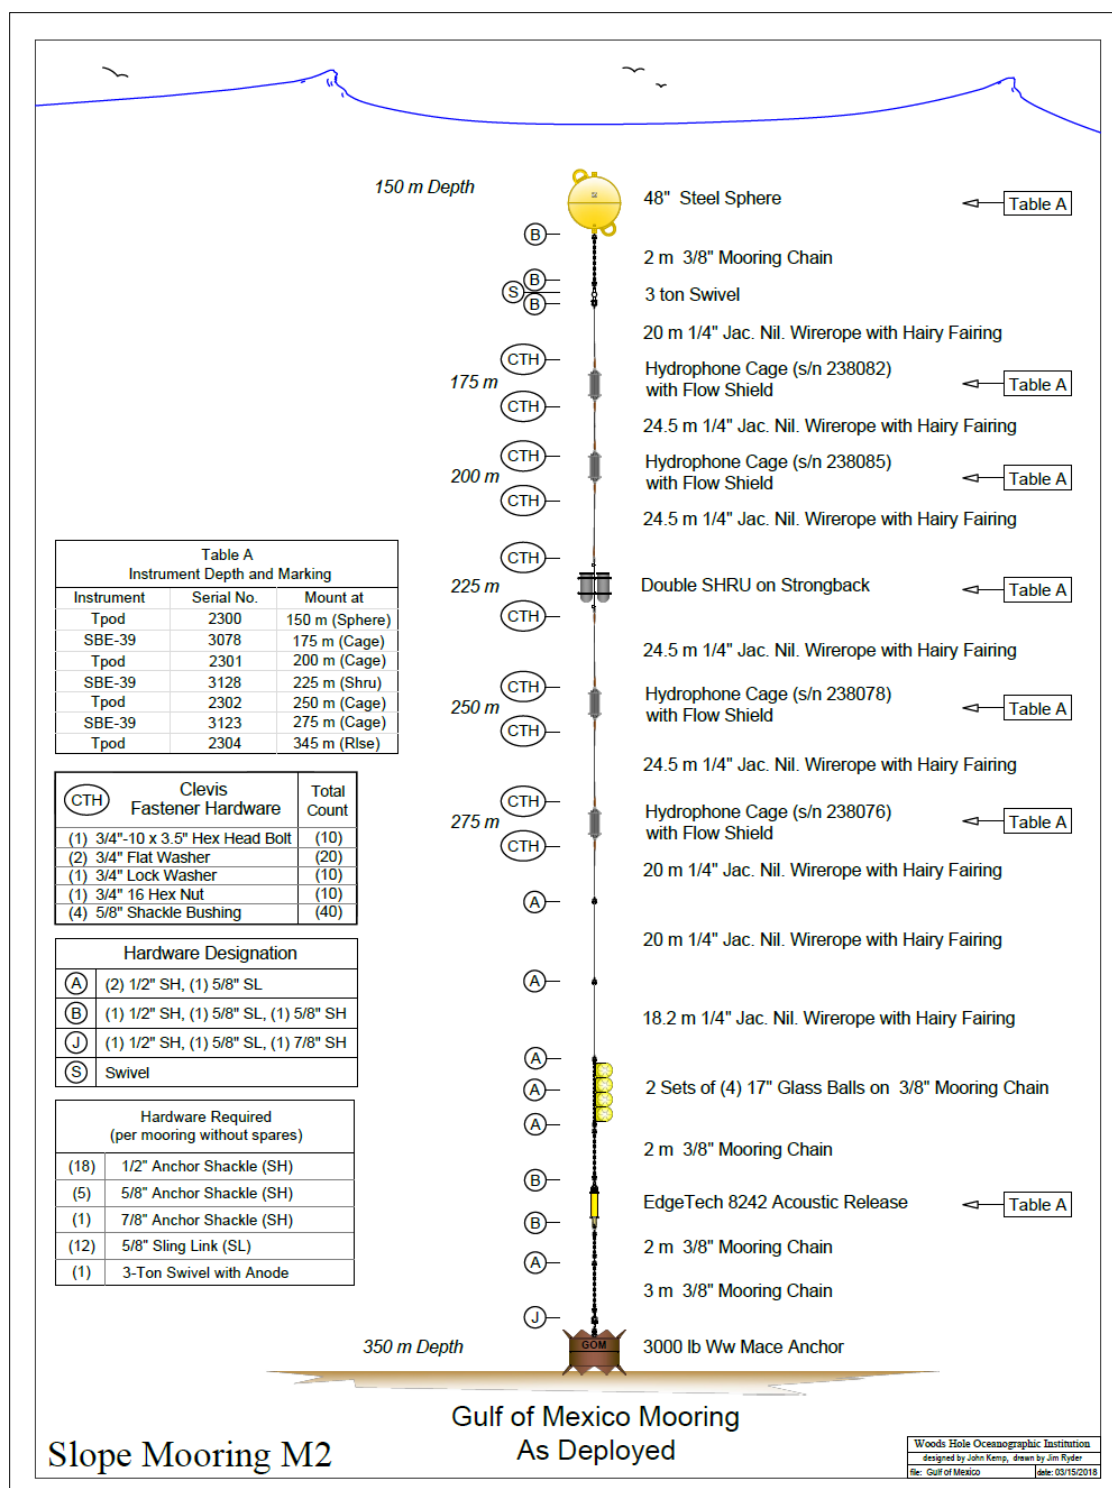 150 m Depth
48" Steel Sphere
Table A
B
2 m 3/8" Mooring Chain
B
S
3 ton Swivel
B
20 m 1/4" Jac. Nil. Wirerope with Hairy Fairing
CTH
175 m
Hydrophone Cage (s/n 238082)
with Flow Shield
Table A
CTH
24.5 m 1/4" Jac. Nil. Wirerope with Hairy Fairing
CTH
200 m
Hydrophone Cage (s/n 238085)
with Flow Shield
Table A
CTH
24.5 m 1/4" Jac. Nil. Wirerope with Hairy Fairing
CTH
225 m
Double SHRU on Strongback
Table A
CTH
24.5 m 1/4" Jac. Nil. Wirerope with Hairy Fairing
CTH
250 m
Hydrophone Cage (s/n 238078)
with Flow Shield
Table A
CTH
24.5 m 1/4" Jac. Nil. Wirerope with Hairy Fairing
CTH
275 m
Hydrophone Cage (s/n 238076)
with Flow Shield
Table A
CTH
20 m 1/4" Jac. Nil. Wirerope with Hairy Fairing
A
20 m 1/4" Jac. Nil. Wirerope with Hairy Fairing
A
18.2 m 1/4" Jac. Nil. Wirerope with Hairy Fairing
A
A
2 Sets of (4) 17" Glass Balls on 3/8" Mooring Chain
A
2 m 3/8" Mooring Chain
B
EdgeTech 8242 Acoustic Release
Table A
B
2 m 3/8" Mooring Chain
A
3 m 3/8" Mooring Chain
J
350 m Depth
GOM
3000 lb Ww Mace Anchor
Table A
Instrument Depth and Marking
Instrument Serial No. Mount at
Tpod 2300 150 m (Sphere)
SBE-39 3078 175 m (Cage)
Tpod 2301 200 m (Cage)
SBE-39 3128 225 m (Shru)
Tpod 2302 250 m (Cage)
SBE-39 3123 275 m (Cage)
Tpod 2304 345 m (Rlse)
CTH Clevis Total
Fastener Hardware Count
(1) 3/4"-10 x 3.5" Hex Head Bolt (10)
(2) 3/4" Flat Washer (20)
(1) 3/4" Lock Washer (10)
(1) 3/4" 16 Hex Nut (10)
(4) 5/8" Shackle Bushing (40)
Hardware Designation
A (2) 1/2" SH, (1) 5/8" SL
B (1) 1/2" SH, (1) 5/8" SL, (1) 5/8" SH
J (1) 1/2" SH, (1) 5/8" SL, (1) 7/8" SH
S Swivel
Hardware Required
(per mooring without spares)
(18) 1/2" Anchor Shackle (SH)
(5) 5/8" Anchor Shackle (SH)
(1) 7/8" Anchor Shackle (SH)
(12) 5/8" Sling Link (SL)
(1) 3-Ton Swivel with Anode
Gulf of Mexico Mooring
As Deployed
Slope Mooring M2
Woods Hole Oceanographic Institution
designed by John Kemp, drawn by Jim Ryder
file: Gulf of Mexico date: 03/15/2018